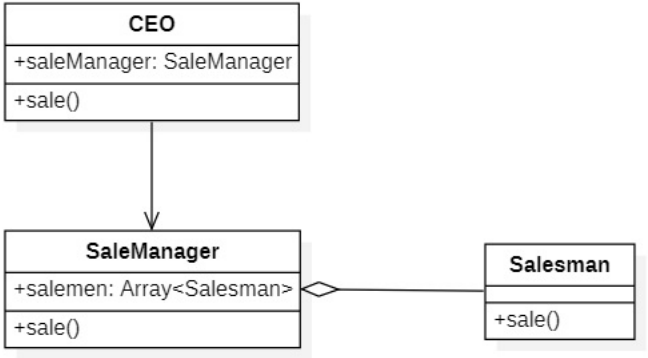 CEO
+saleManager: SaleManager
+sale()
SaleManager
+salemen: Array<Salesman>
+sale()
Salesman
+sale()